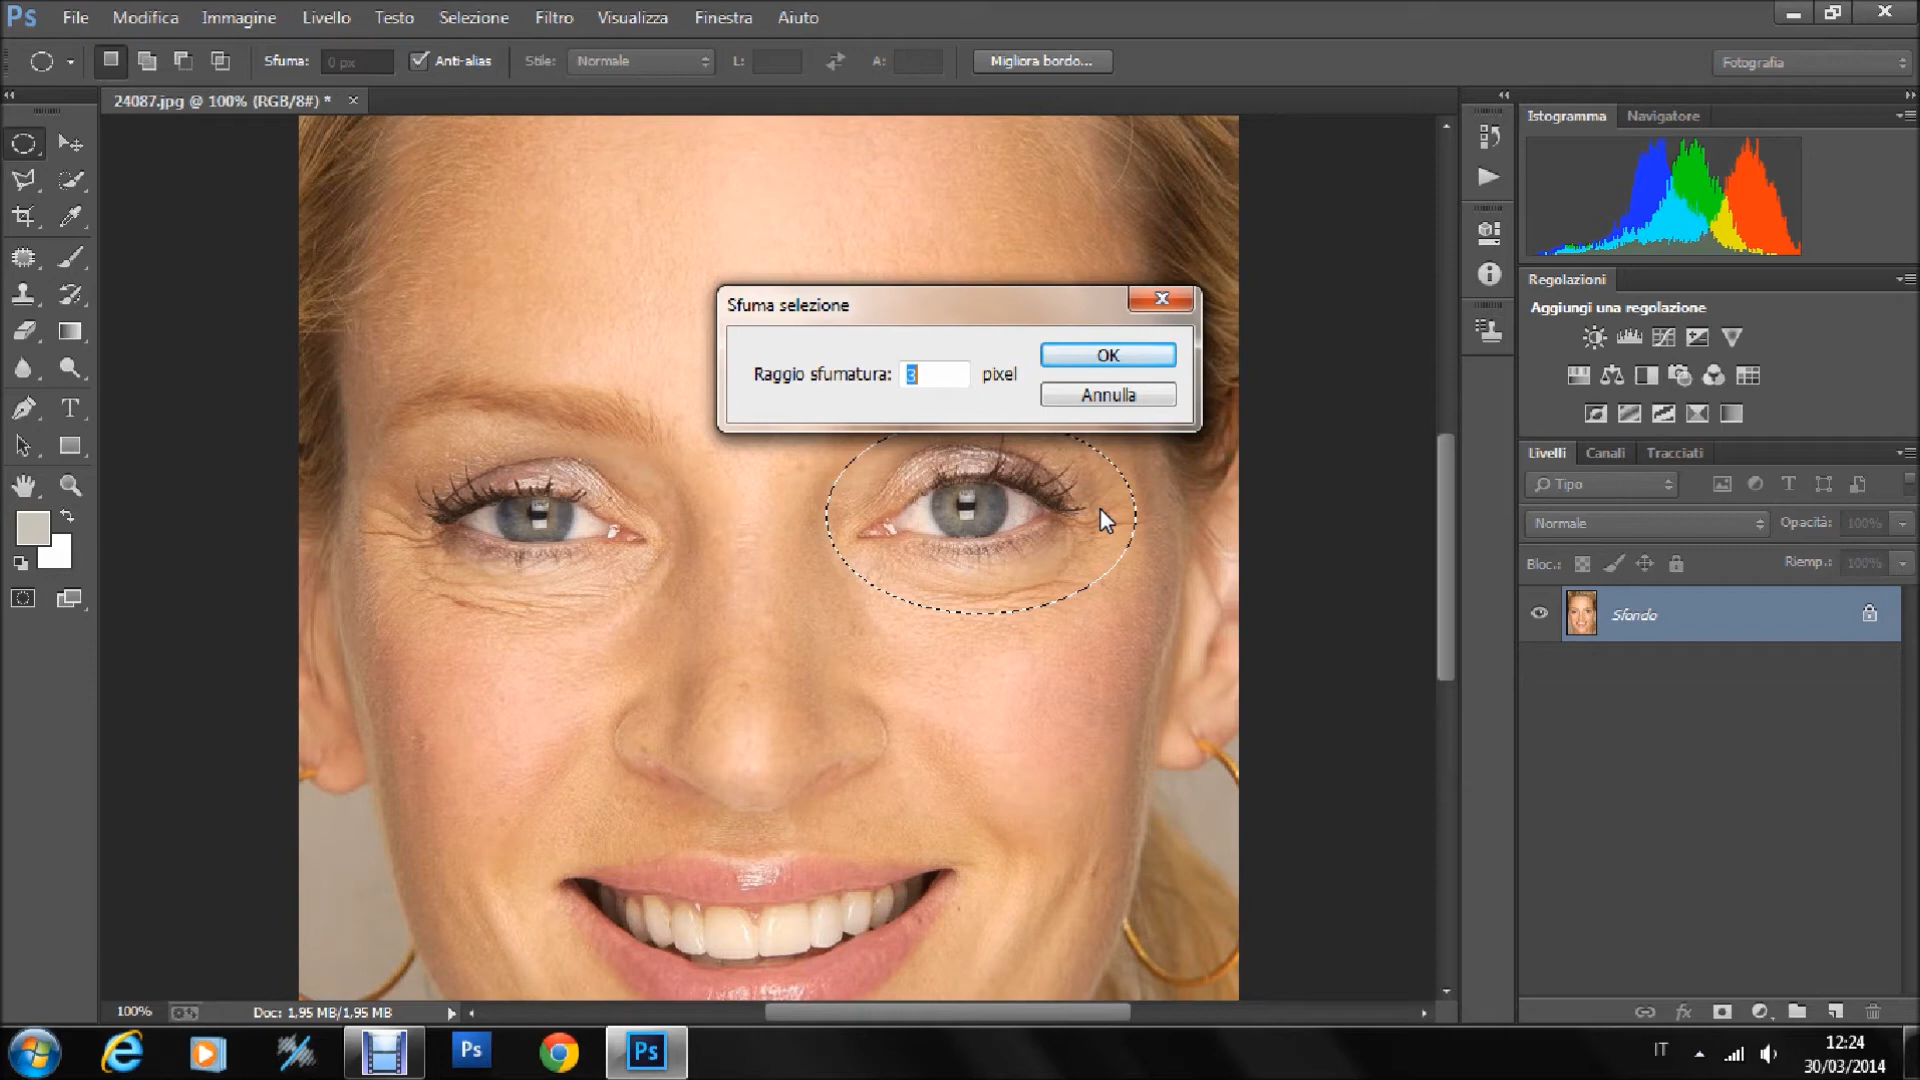 Ps File Modifica Immagine Livello Testo Selezione Filtro Visualizza Finestra Aiuto
Sfuma: 0 px Anti-alias Stile: Normale L: A: Migliora bordo... Fotografia
24087.jpg @ 100% (RGB/8#) *
Istogramma Navigatore
Regolazioni
Aggiungi una regolazione
Sfuma selezione
Raggio sfumatura: 3 pixel
OK
Annulla
Livelli Canali Tracciati
Tipo
Normale Opacità: 100%
Bloc.: Riemp.: 100%
Sfondo
T
fx
100% Doc: 1,95 MB/1,95 MB
Ps Ps
IT 12:24
30/03/2014